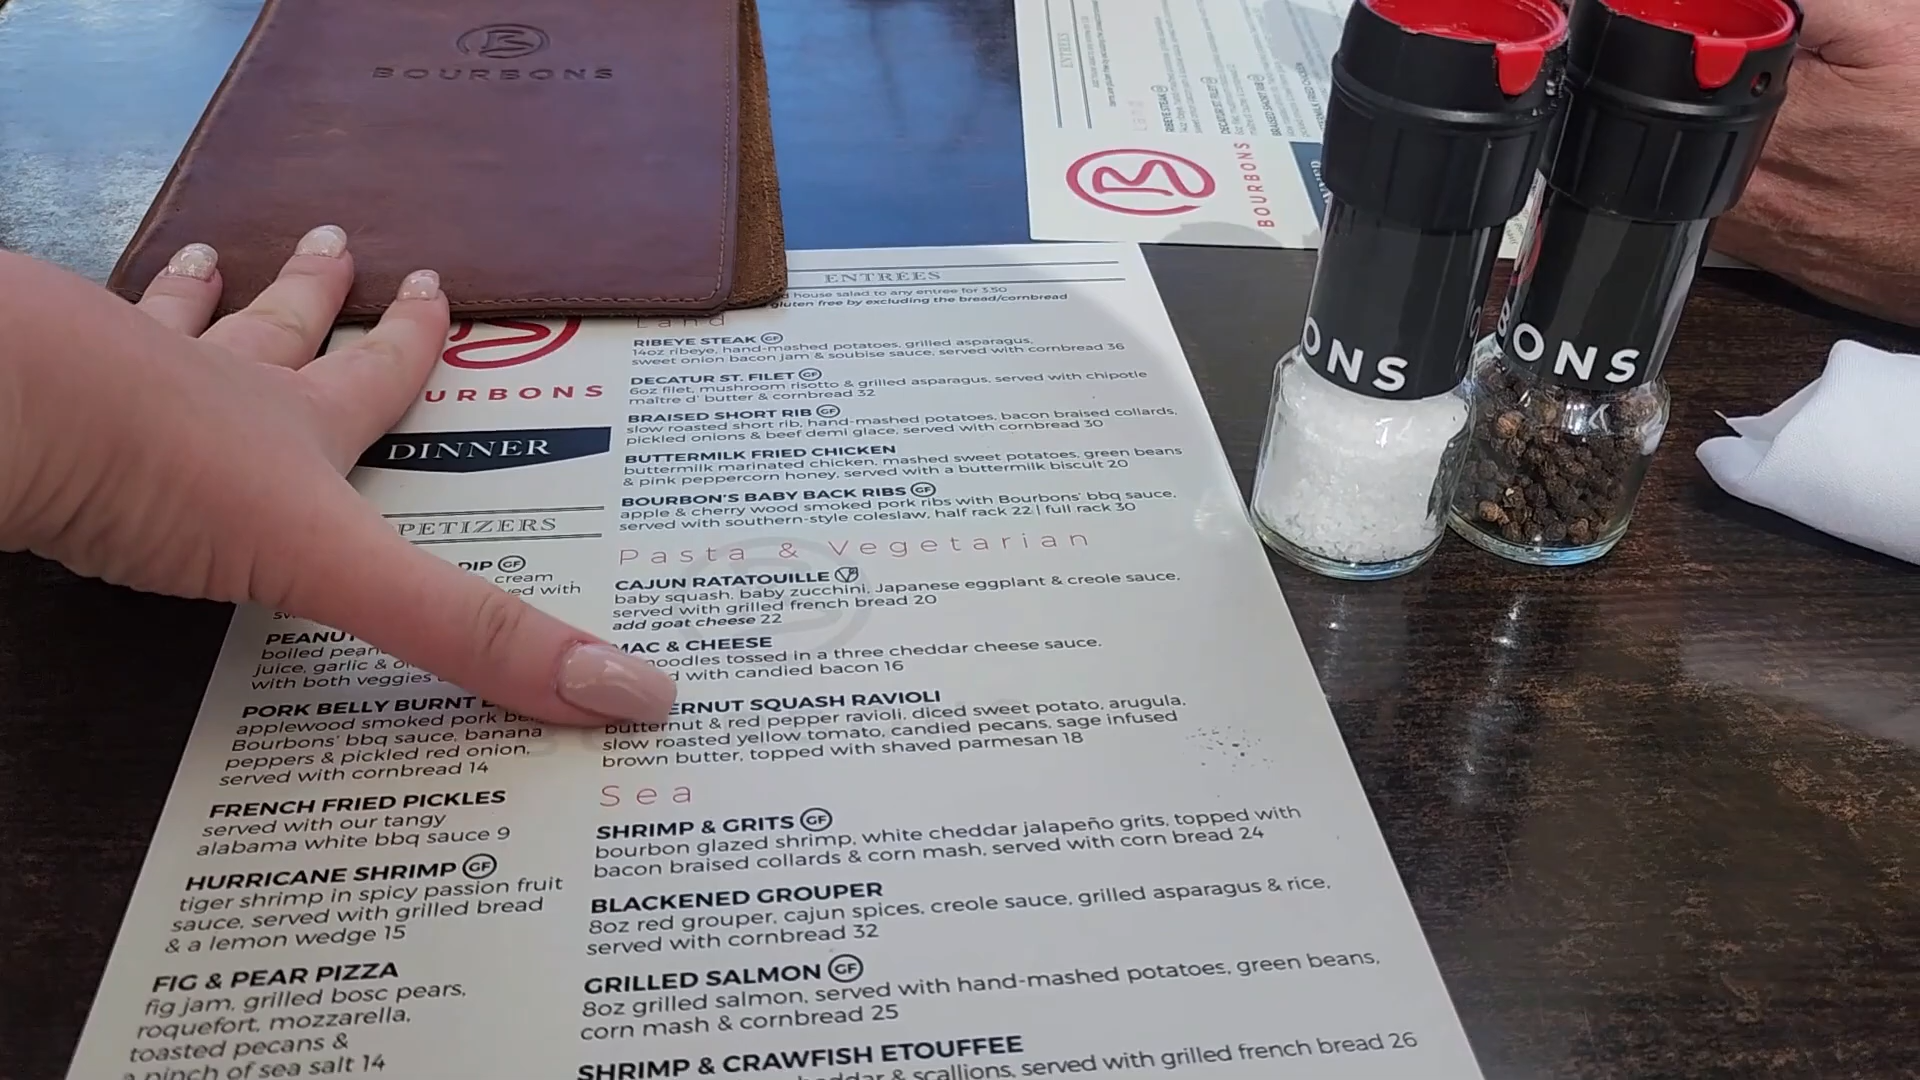 BOURBONS
BOURBONS
ENTRÉES
RIBEYE STEAK
DECATUR ST. FILET
BRAISED SHORT RIB
ONS
BONS
URBONS
DINNER
PETIZERS
DIP GF
cream
served with
PEANUT
boiled
juice, garlic &
with both veggies
PORK BELLY BURNT
applewood smoked pork
Bourbons' bbq sauce, banana
peppers & pickled red onion,
served with cornbread 14
FRENCH FRIED PICKLES
served with our tangy
alabama white bbq sauce 9
HURRICANE SHRIMP GF
tiger shrimp in spicy passion fruit
sauce, served with grilled bread
& a lemon wedge 15
FIG & PEAR PIZZA
fig jam, grilled bosc pears,
roquefort, mozzarella,
toasted pecans &
a pinch of sea salt 14
ENTRÉES
house salad to any entree for 3.50
gluten free by excluding the bread/cornbread
Land
RIBEYE STEAK GF
14oz ribeye, hand-mashed potatoes, grilled asparagus,
sweet onion bacon jam & soubise sauce, served with cornbread 36
DECATUR ST. FILET GF
6oz filet, mushroom risotto & grilled asparagus, served with chipotle
maître d' butter & cornbread 32
BRAISED SHORT RIB GF
slow roasted short rib, hand-mashed potatoes, bacon braised collards,
pickled onions & beef demi glace, served with cornbread 30
BUTTERMILK FRIED CHICKEN
buttermilk marinated chicken, mashed sweet potatoes, green beans
& pink peppercorn honey, served with a buttermilk biscuit 20
BOURBON'S BABY BACK RIBS GF
apple & cherry wood smoked pork ribs with Bourbons' bbq sauce,
served with southern-style coleslaw, half rack 22 | full rack 30
Pasta & Vegetarian
CAJUN RATATOUILLE V
baby squash, baby zucchini, Japanese eggplant & creole sauce,
served with grilled french bread 20
add goat cheese 22
MAC & CHEESE
noodles tossed in a three cheddar cheese sauce,
with candied bacon 16
ERNUT SQUASH RAVIOLI
butternut & red pepper ravioli, diced sweet potato, arugula,
slow roasted yellow tomato, candied pecans, sage infused
brown butter, topped with shaved parmesan 18
Sea
SHRIMP & GRITS GF
bourbon glazed shrimp, white cheddar jalapeño grits, topped with
bacon braised collards & corn mash, served with corn bread 24
BLACKENED GROUPER
8oz red grouper, cajun spices, creole sauce, grilled asparagus & rice,
served with cornbread 32
GRILLED SALMON GF
8oz grilled salmon, served with hand-mashed potatoes, green beans,
corn mash & cornbread 25
SHRIMP & CRAWFISH ETOUFFEE
& scallions, served with grilled french bread 26